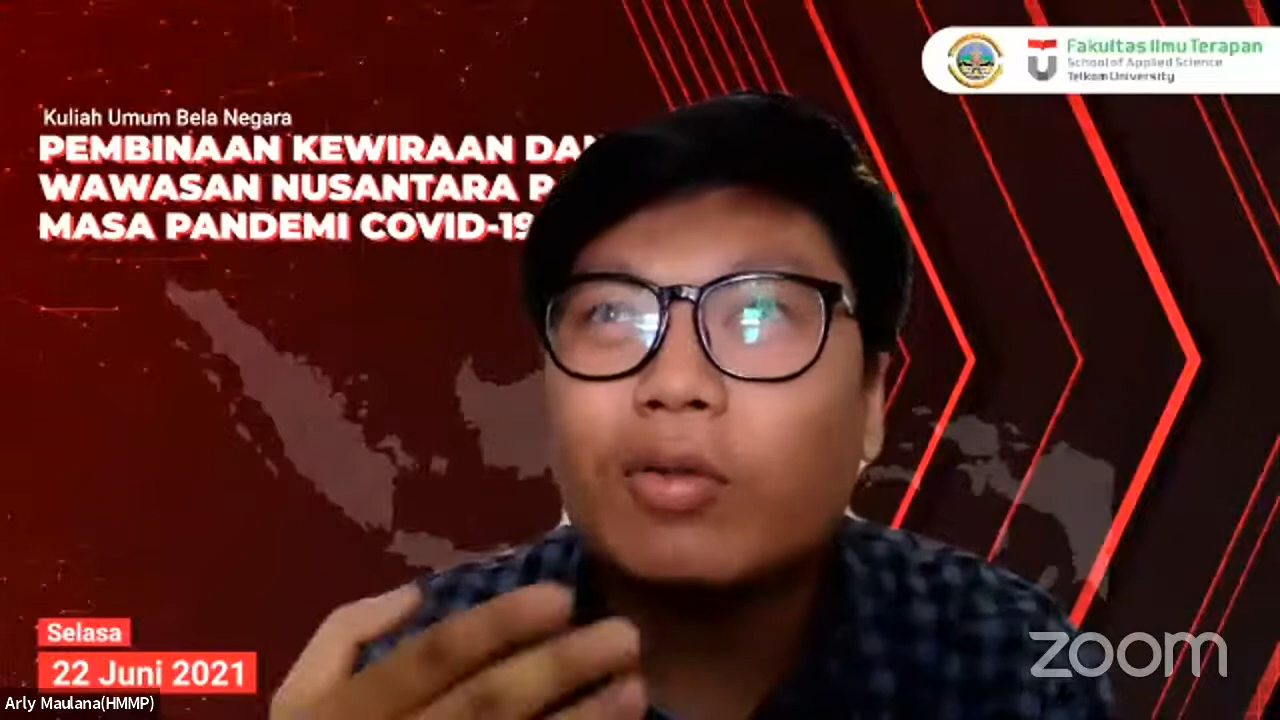 Fakultas Ilmu Terapan
School of Applied Science
Telkom University
Kuliah Umum Bela Negara
PEMBINAAN KEWIRAAN DAN
WAWASAN NUSANTARA P
MASA PANDEMI COVID-19
Selasa
22 Juni 2021
Arly Maulana(HMMP)
zoom